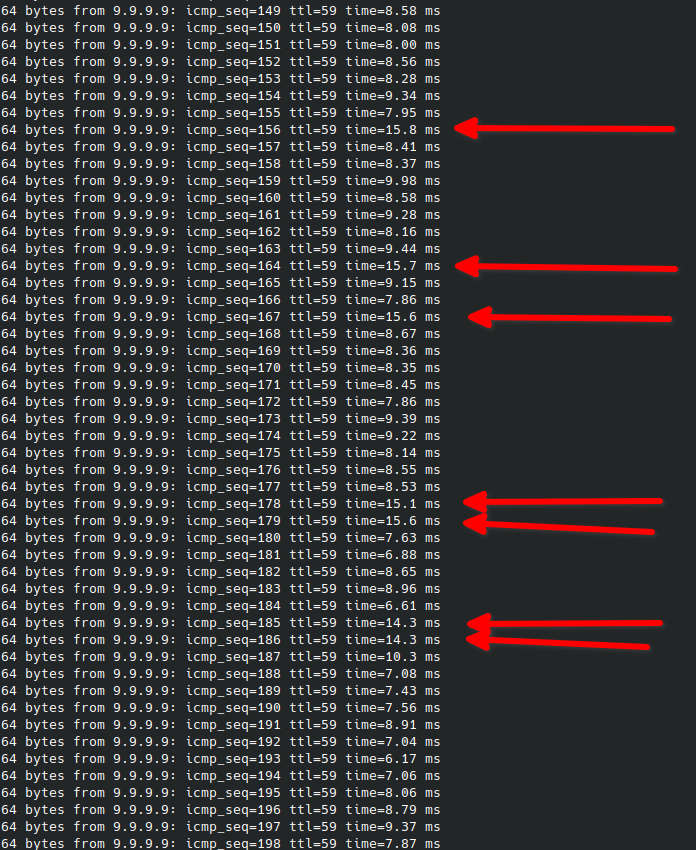 64 bytes from 9.9.9.9: icmp_seq=149 ttl=59 time=8.58 ms
64 bytes from 9.9.9.9: icmp_seq=150 ttl=59 time=8.08 ms
64 bytes from 9.9.9.9: icmp_seq=151 ttl=59 time=8.00 ms
64 bytes from 9.9.9.9: icmp_seq=152 ttl=59 time=8.56 ms
64 bytes from 9.9.9.9: icmp_seq=153 ttl=59 time=8.28 ms
64 bytes from 9.9.9.9: icmp_seq=154 ttl=59 time=9.34 ms
64 bytes from 9.9.9.9: icmp_seq=155 ttl=59 time=7.95 ms
64 bytes from 9.9.9.9: icmp_seq=156 ttl=59 time=15.8 ms
64 bytes from 9.9.9.9: icmp_seq=157 ttl=59 time=8.41 ms
64 bytes from 9.9.9.9: icmp_seq=158 ttl=59 time=8.37 ms
64 bytes from 9.9.9.9: icmp_seq=159 ttl=59 time=9.98 ms
64 bytes from 9.9.9.9: icmp_seq=160 ttl=59 time=8.58 ms
64 bytes from 9.9.9.9: icmp_seq=161 ttl=59 time=9.28 ms
64 bytes from 9.9.9.9: icmp_seq=162 ttl=59 time=8.16 ms
64 bytes from 9.9.9.9: icmp_seq=163 ttl=59 time=9.44 ms
64 bytes from 9.9.9.9: icmp_seq=164 ttl=59 time=15.7 ms
64 bytes from 9.9.9.9: icmp_seq=165 ttl=59 time=9.15 ms
64 bytes from 9.9.9.9: icmp_seq=166 ttl=59 time=7.86 ms
64 bytes from 9.9.9.9: icmp_seq=167 ttl=59 time=15.6 ms
64 bytes from 9.9.9.9: icmp_seq=168 ttl=59 time=8.67 ms
64 bytes from 9.9.9.9: icmp_seq=169 ttl=59 time=8.36 ms
64 bytes from 9.9.9.9: icmp_seq=170 ttl=59 time=8.35 ms
64 bytes from 9.9.9.9: icmp_seq=171 ttl=59 time=8.45 ms
64 bytes from 9.9.9.9: icmp_seq=172 ttl=59 time=7.86 ms
64 bytes from 9.9.9.9: icmp_seq=173 ttl=59 time=9.39 ms
64 bytes from 9.9.9.9: icmp_seq=174 ttl=59 time=9.22 ms
64 bytes from 9.9.9.9: icmp_seq=175 ttl=59 time=8.14 ms
64 bytes from 9.9.9.9: icmp_seq=176 ttl=59 time=8.55 ms
64 bytes from 9.9.9.9: icmp_seq=177 ttl=59 time=8.53 ms
64 bytes from 9.9.9.9: icmp_seq=178 ttl=59 time=15.1 ms
64 bytes from 9.9.9.9: icmp_seq=179 ttl=59 time=15.6 ms
64 bytes from 9.9.9.9: icmp_seq=180 ttl=59 time=7.63 ms
64 bytes from 9.9.9.9: icmp_seq=181 ttl=59 time=6.88 ms
64 bytes from 9.9.9.9: icmp_seq=182 ttl=59 time=8.65 ms
64 bytes from 9.9.9.9: icmp_seq=183 ttl=59 time=8.96 ms
64 bytes from 9.9.9.9: icmp_seq=184 ttl=59 time=6.61 ms
64 bytes from 9.9.9.9: icmp_seq=185 ttl=59 time=14.3 ms
64 bytes from 9.9.9.9: icmp_seq=186 ttl=59 time=14.3 ms
64 bytes from 9.9.9.9: icmp_seq=187 ttl=59 time=10.3 ms
64 bytes from 9.9.9.9: icmp_seq=188 ttl=59 time=7.08 ms
64 bytes from 9.9.9.9: icmp_seq=189 ttl=59 time=7.43 ms
64 bytes from 9.9.9.9: icmp_seq=190 ttl=59 time=7.56 ms
64 bytes from 9.9.9.9: icmp_seq=191 ttl=59 time=8.91 ms
64 bytes from 9.9.9.9: icmp_seq=192 ttl=59 time=7.04 ms
64 bytes from 9.9.9.9: icmp_seq=193 ttl=59 time=6.17 ms
64 bytes from 9.9.9.9: icmp_seq=194 ttl=59 time=7.06 ms
64 bytes from 9.9.9.9: icmp_seq=195 ttl=59 time=8.06 ms
64 bytes from 9.9.9.9: icmp_seq=196 ttl=59 time=8.79 ms
64 bytes from 9.9.9.9: icmp_seq=197 ttl=59 time=9.37 ms
64 bytes from 9.9.9.9: icmp_seq=198 ttl=59 time=7.87 ms